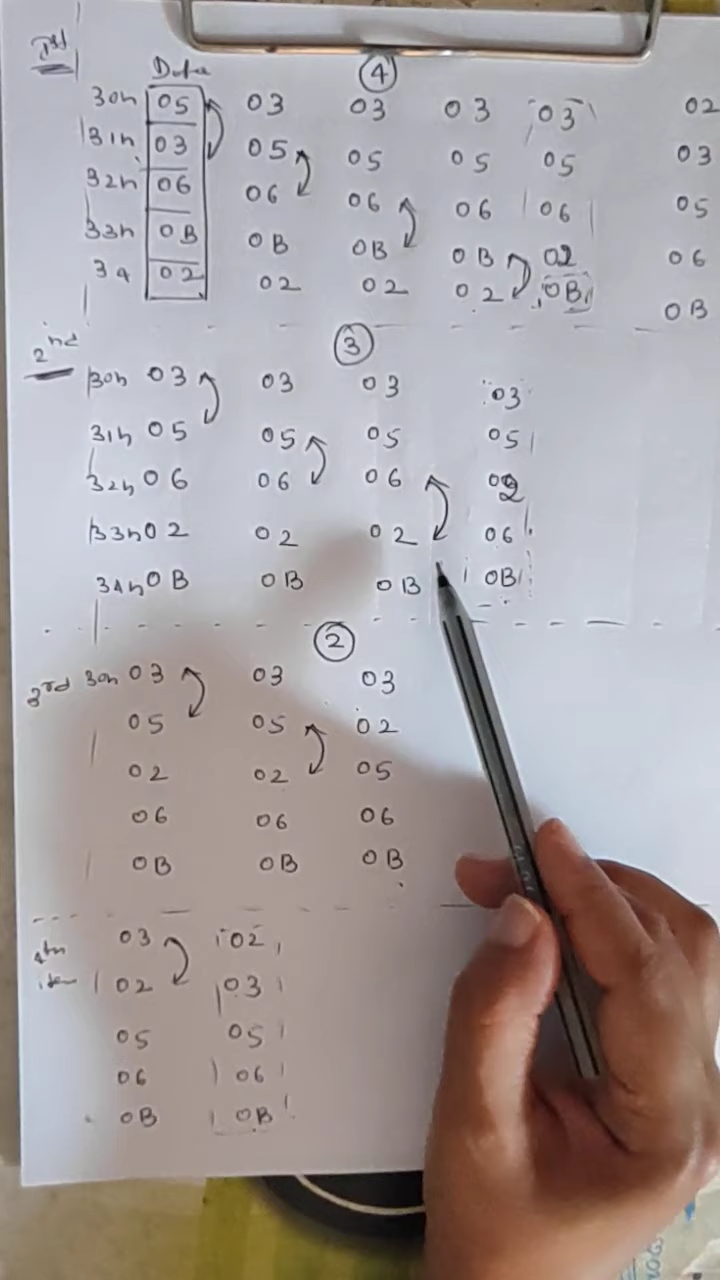 Ist
Data
④
30h 05 03 03 03 03 02
31h 03 05 05 05 05 03
32h 06 06 06 06 06 05
33h 0B 0B 0B 0B 02 06
34 02 02 02 02 0B 0B
2nd
③
30h 03 03 03 03
31h 05 05 05 05
32h 06 06 06 02
33h 02 02 02 06
34h 0B 0B 0B 0B
②
3rd 30h 03 03 03
05 05 02
02 02 05
06 06 06
0B 0B 0B
4th 03 02
02 03
05 05
06 06
0B 0B